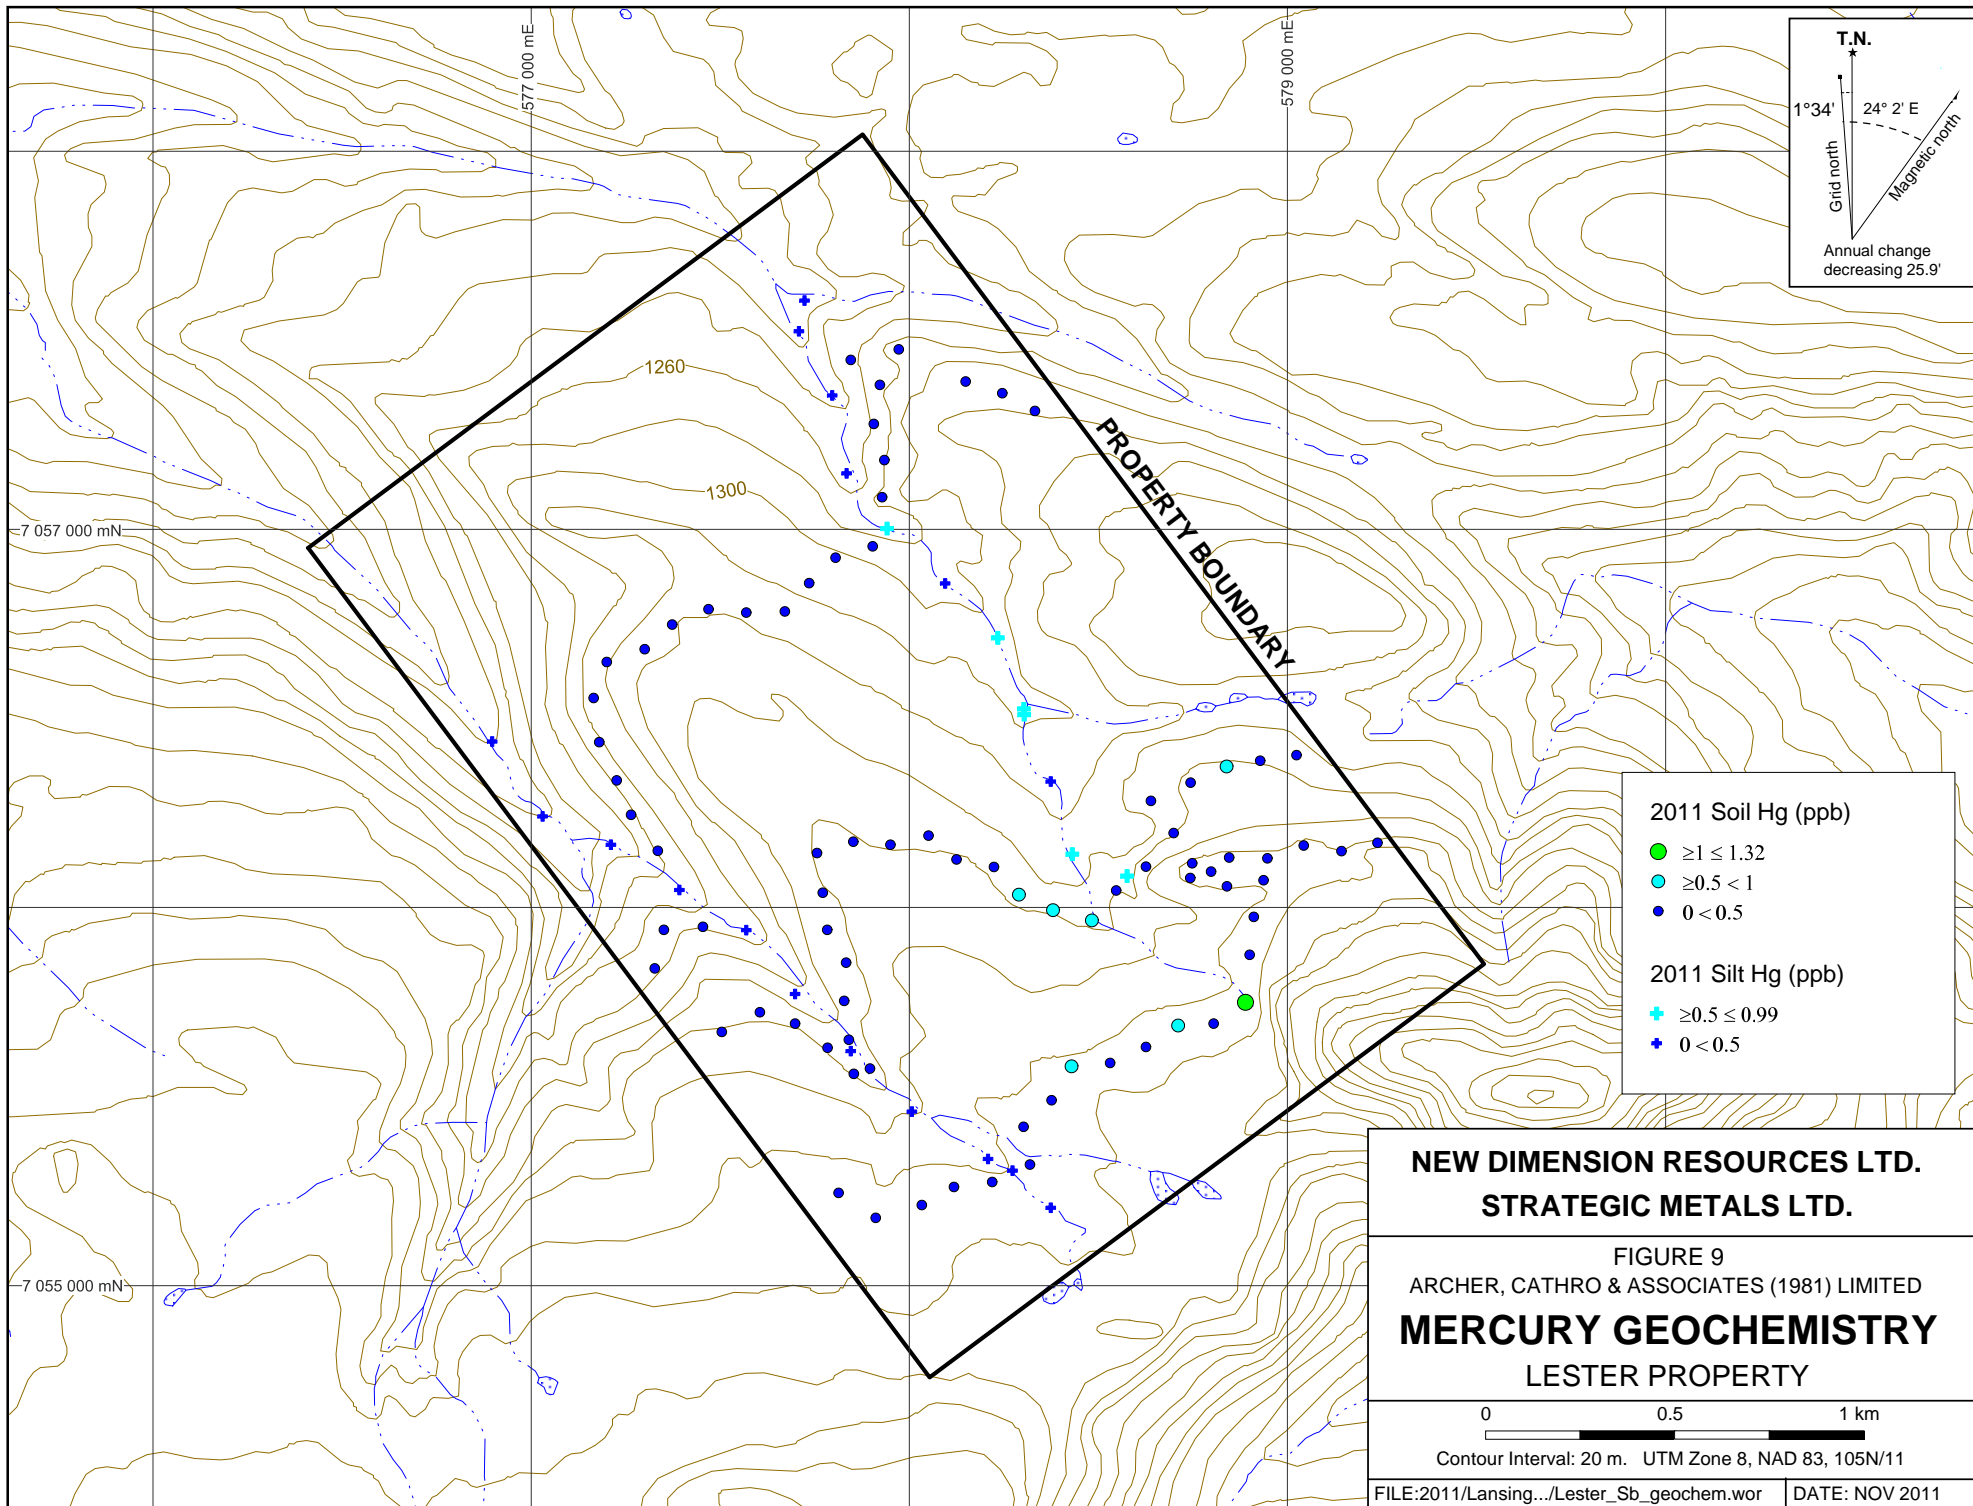 577 000 mE
579 000 mE
T.N.
1°34'
24° 2' E
Grid north
Magnetic north
Annual change
decreasing 25.9'
1260
1300
PROPERTY BOUNDARY
7 057 000 mN
7 055 000 mN
2011 Soil Hg (ppb)
≥1 ≤ 1.32
≥0.5 < 1
0 < 0.5
2011 Silt Hg (ppb)
≥0.5 ≤ 0.99
0 < 0.5
NEW DIMENSION RESOURCES LTD.
STRATEGIC METALS LTD.
FIGURE 9
ARCHER, CATHRO & ASSOCIATES (1981) LIMITED
MERCURY GEOCHEMISTRY
LESTER PROPERTY
0 0.5 1 km
Contour Interval: 20 m. UTM Zone 8, NAD 83, 105N/11
FILE:2011/Lansing.../Lester_Sb_geochem.wor DATE: NOV 2011